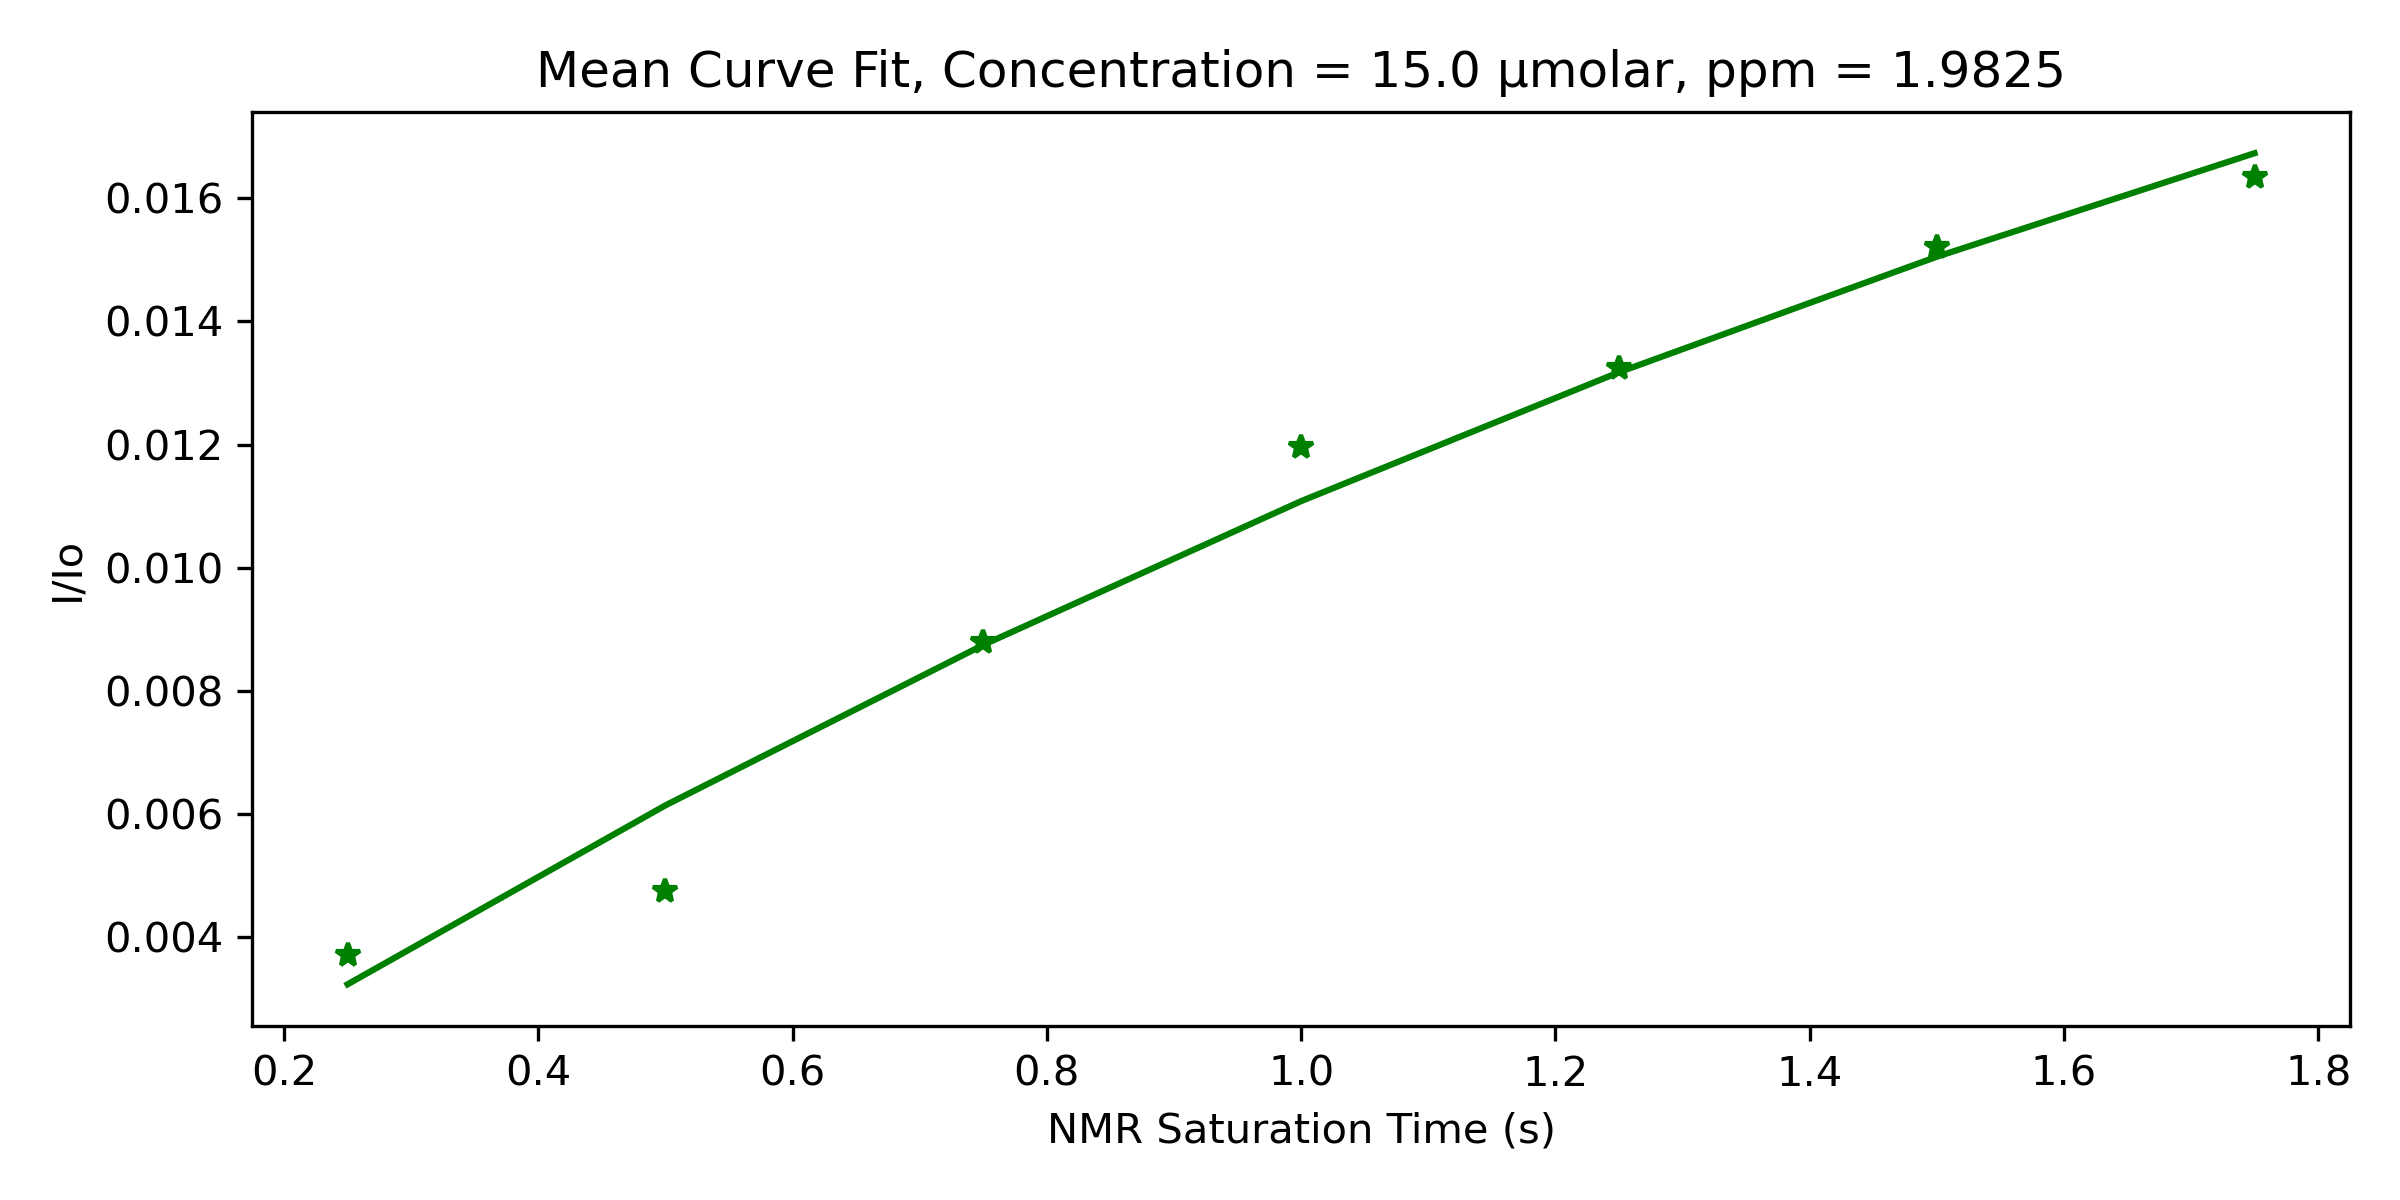 Mean Curve Fit, Concentration = 15.0 μmolar, ppm = 1.9825
0.016
0.014
0.012
0.010
0.008
0.006
0.004
I/Io
0.2 0.4 0.6 0.8 1.0 1.2 1.4 1.6 1.8
NMR Saturation Time (s)